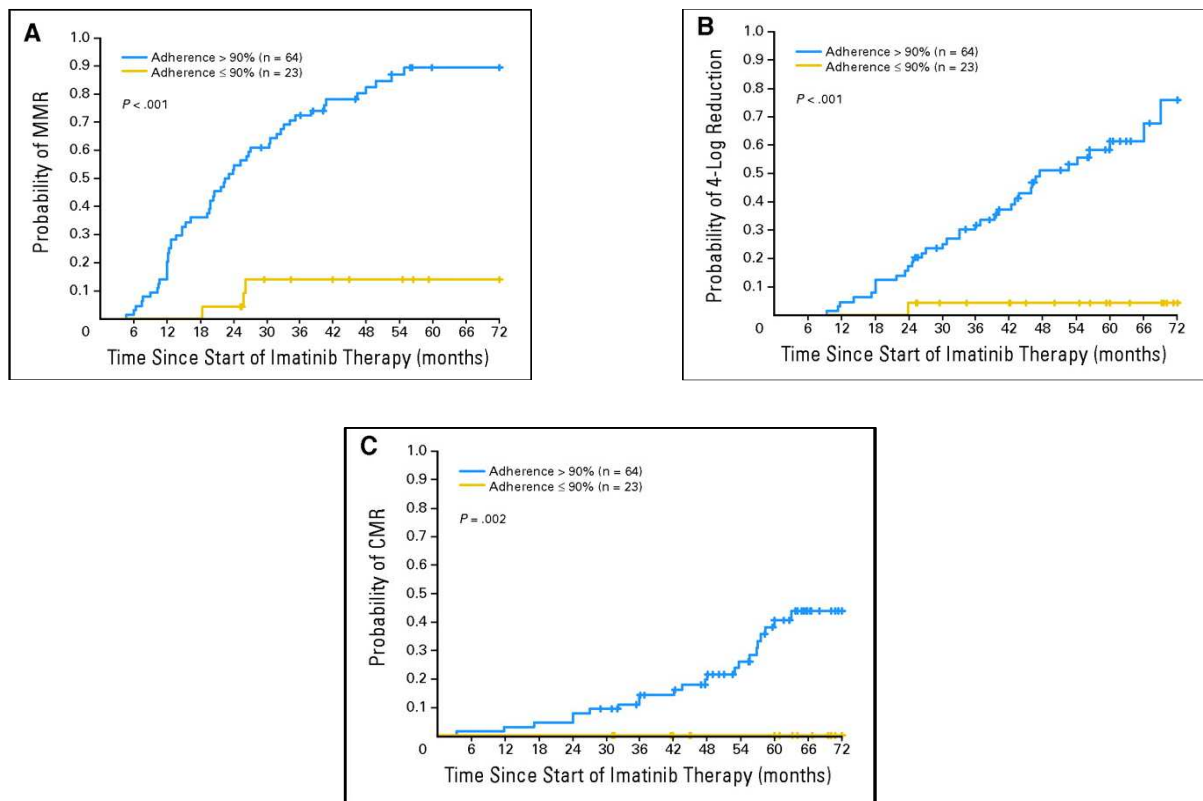 A
Adherence > 90% (n = 64)
Adherence ≤ 90% (n = 23)
P < .001
Probability of MMR
1.0
0.9
0.8
0.7
0.6
0.5
0.4
0.3
0.2
0.1
0 6 12 18 24 30 36 42 48 54 60 66 72
Time Since Start of Imatinib Therapy (months)
B
Adherence > 90% (n = 64)
Adherence ≤ 90% (n = 23)
P < .001
Probability of 4-Log Reduction
1.0
0.9
0.8
0.7
0.6
0.5
0.4
0.3
0.2
0.1
0 6 12 18 24 30 36 42 48 54 60 66 72
Time Since Start of Imatinib Therapy (months)
C
Adherence > 90% (n = 64)
Adherence ≤ 90% (n = 23)
P = .002
Probability of CMR
1.0
0.9
0.8
0.7
0.6
0.5
0.4
0.3
0.2
0.1
0 6 12 18 24 30 36 42 48 54 60 66 72
Time Since Start of Imatinib Therapy (months)